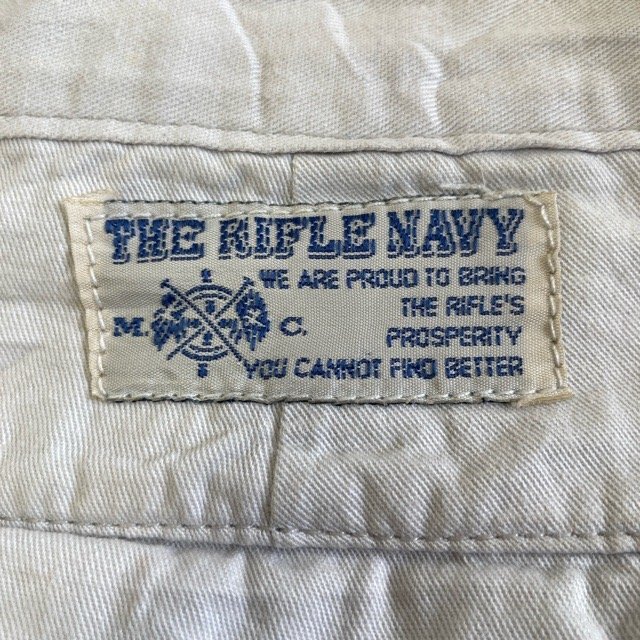 THE RIFLE NAVY
WE ARE PROUD TO BRING
THE RIFLE'S
M. C. PROSPERITY
YOU CANNOT FIND BETTER